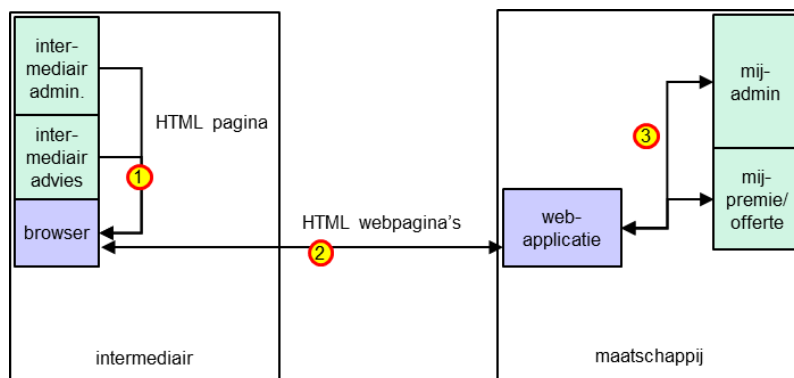 inter-
mediair
admin.
inter-
mediair
advies
browser
HTML pagina
1
intermediair
HTML webpagina's
2
web-
applicatie
3
mij-
admin
mij-
premie/
offerte
maatschappij